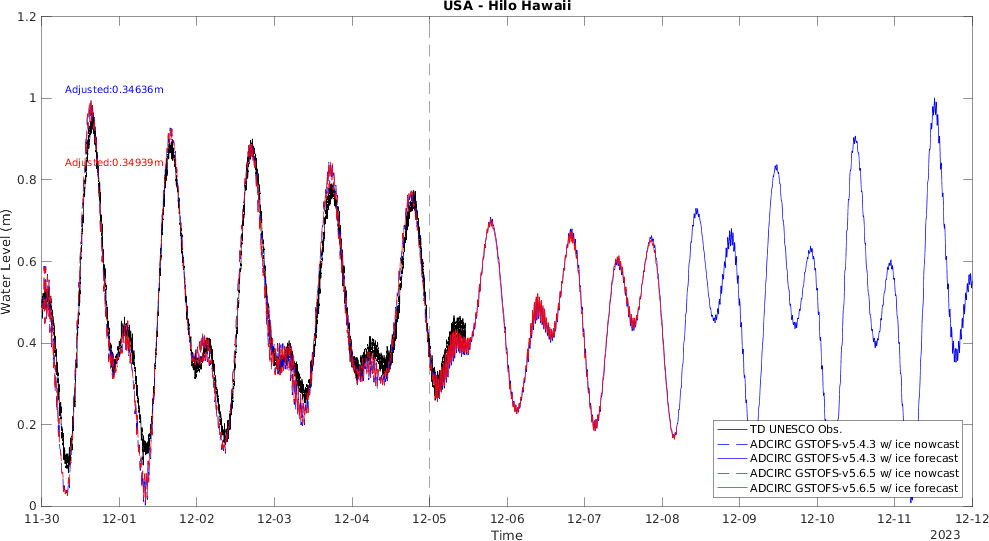 USA - Hilo Hawaii
1.2
1
0.8
0.6
0.4
0.2
0
Water Level (m)
Adjusted:0.34636m
Adjusted:0.34939m
TD UNESCO Obs.
ADCIRC GSTOFS-v5.4.3 w/ ice nowcast
ADCIRC GSTOFS-v5.4.3 w/ ice forecast
ADCIRC GSTOFS-v5.6.5 w/ ice nowcast
ADCIRC GSTOFS-v5.6.5 w/ ice forecast
11-30 12-01 12-02 12-03 12-04 12-05 12-06 12-07 12-08 12-09 12-10 12-11 12-12
Time
2023